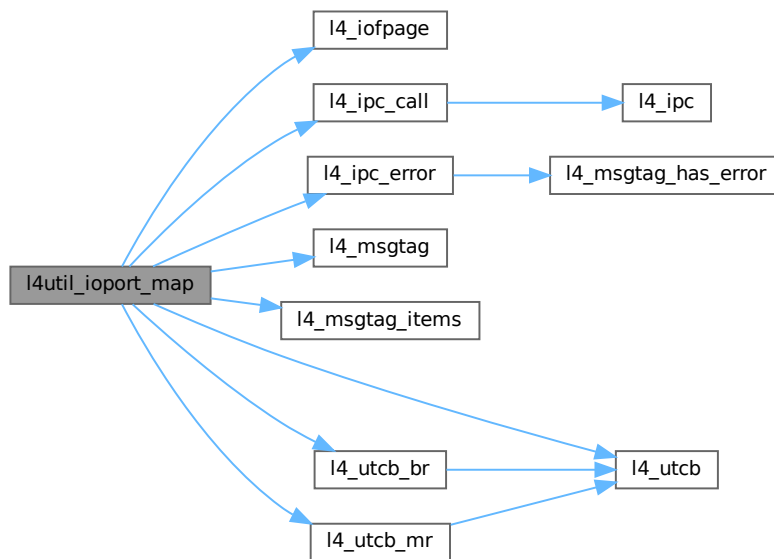 l4_iofpage
l4_ipc_call
l4_ipc
l4_ipc_error
l4_msgtag_has_error
l4_msgtag
l4util_ioport_map
l4_msgtag_items
l4_utcb_br
l4_utcb
l4_utcb_mr